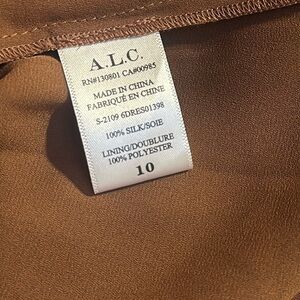 A.L.C.
RN#130801 CA#00985
MADE IN CHINA
FABRIQUÉ EN CHINE
S-2109 6DRES01398
100% SILK/SOIE
LINING/DOUBLURE
100% POLYESTER
10